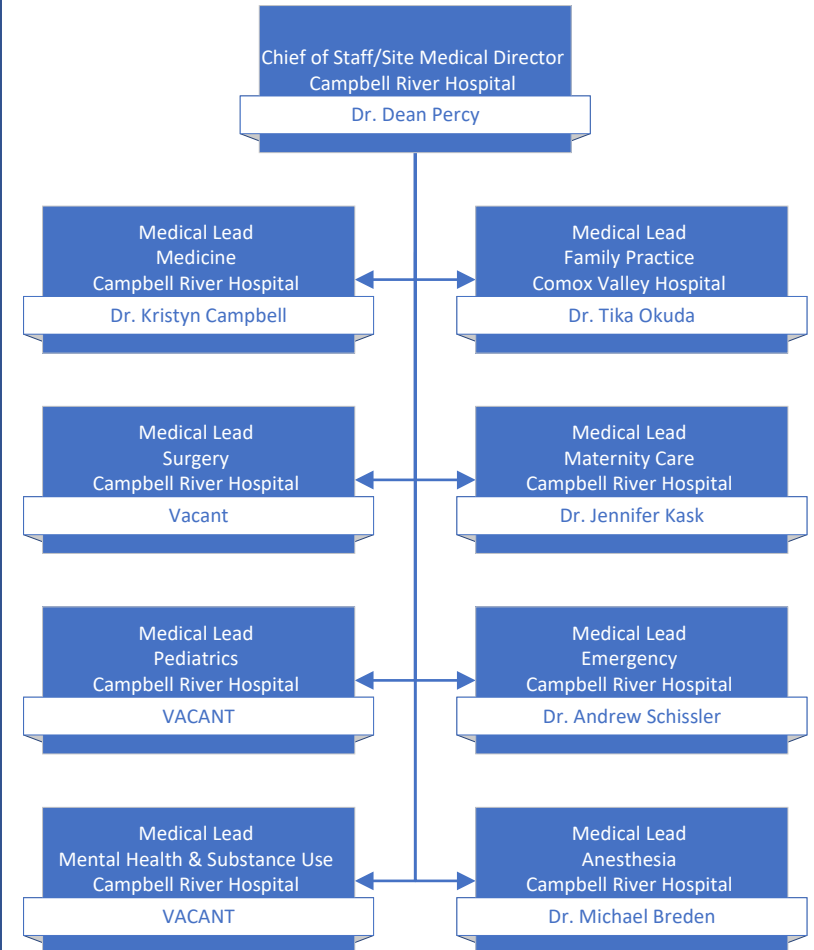 Chief of Staff/Site Medical Director
Campbell River Hospital
Dr. Dean Percy
Medical Lead
Medicine
Campbell River Hospital
Dr. Kristyn Campbell
Medical Lead
Family Practice
Comox Valley Hospital
Dr. Tika Okuda
Medical Lead
Surgery
Campbell River Hospital
Vacant
Medical Lead
Maternity Care
Campbell River Hospital
Dr. Jennifer Kask
Medical Lead
Pediatrics
Campbell River Hospital
VACANT
Medical Lead
Emergency
Campbell River Hospital
Dr. Andrew Schissler
Medical Lead
Mental Health & Substance Use
Campbell River Hospital
VACANT
Medical Lead
Anesthesia
Campbell River Hospital
Dr. Michael Breden